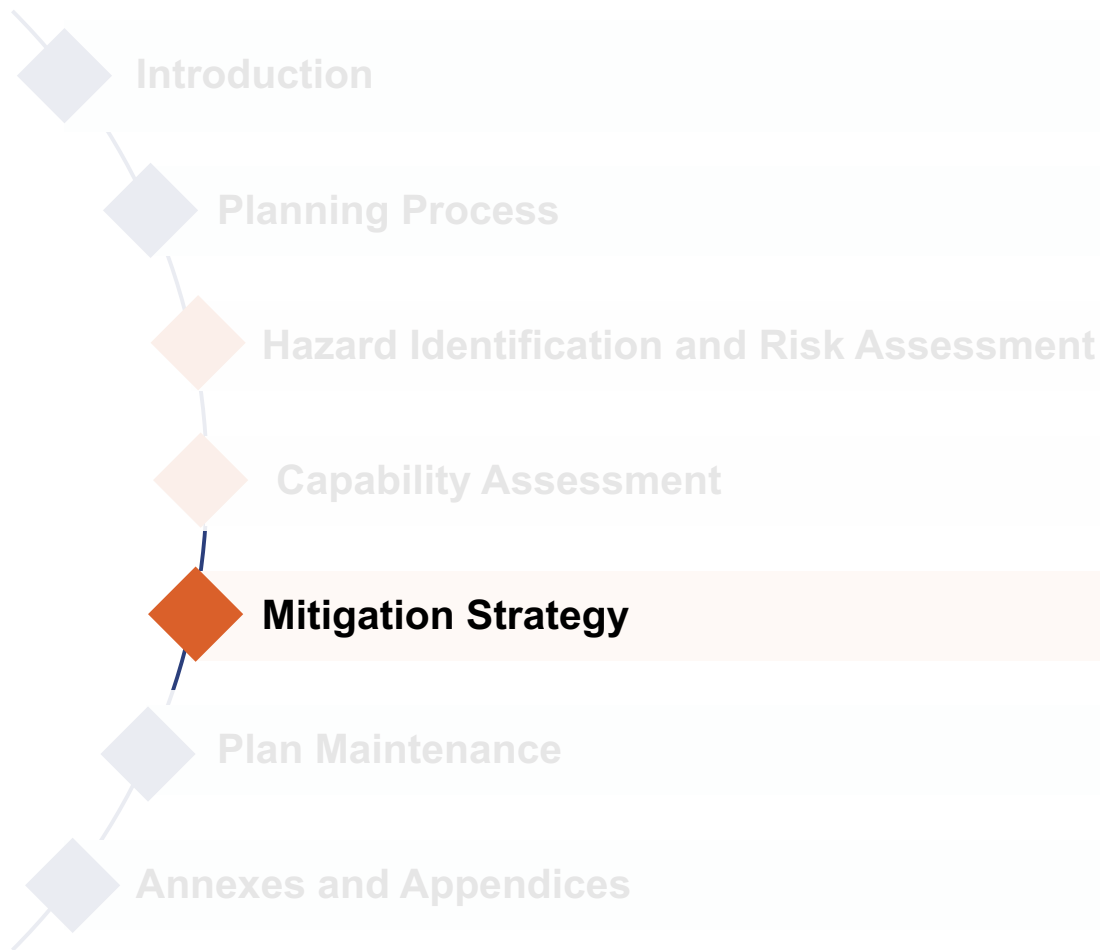 Introduction
Planning Process
Hazard Identification and Risk Assessment
Capability Assessment
Mitigation Strategy
Plan Maintenance
Annexes and Appendices